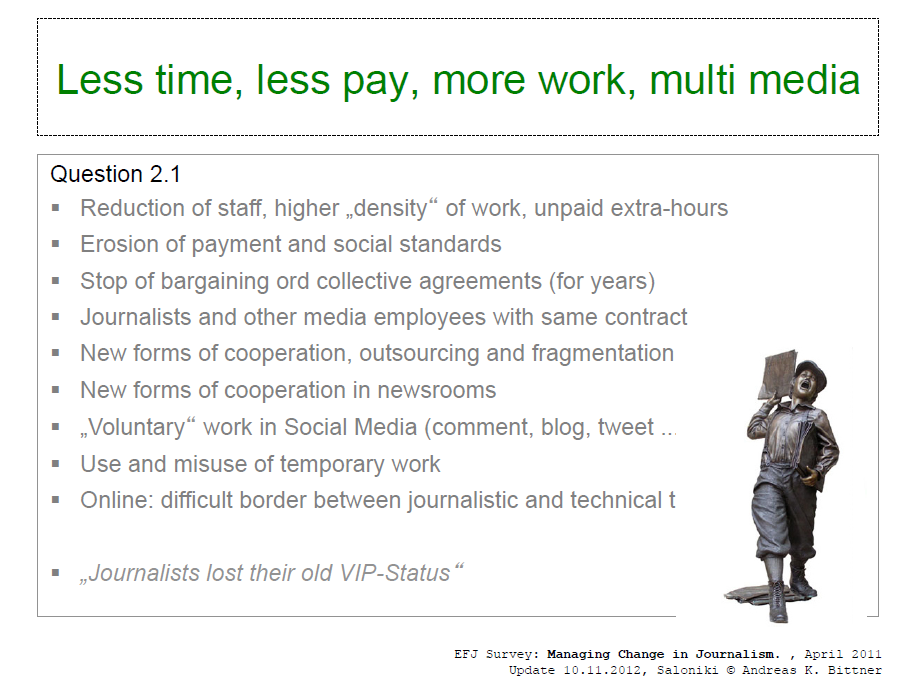 Less time, less pay, more work, multi media
Question 2.1
▪ Reduction of staff, higher „density“ of work, unpaid extra-hours
▪ Erosion of payment and social standards
▪ Stop of bargaining ord collective agreements (for years)
▪ Journalists and other media employees with same contract
▪ New forms of cooperation, outsourcing and fragmentation
▪ New forms of cooperation in newsrooms
▪ „Voluntary“ work in Social Media (comment, blog, tweet ...
▪ Use and misuse of temporary work
▪ Online: difficult border between journalistic and technical t
▪ „Journalists lost their old VIP-Status“
EFJ Survey: Managing Change in Journalism. , April 2011
Update 10.11.2012, Saloniki © Andreas K. Bittner